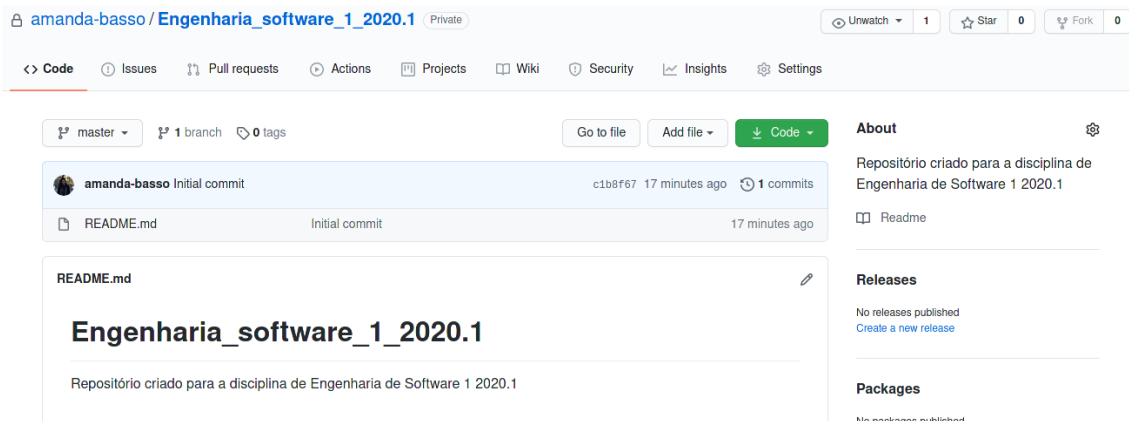 amanda-basso / Engenharia_software_1_2020.1 Private
Unwatch 1 Star 0 Fork 0
Code Issues Pull requests Actions Projects Wiki Security Insights Settings
master 1 branch 0 tags Go to file Add file Code
amanda-basso Initial commit c1b8f67 17 minutes ago 1 commits
README.md Initial commit 17 minutes ago
README.md
Engenharia_software_1_2020.1
Repositório criado para a disciplina de Engenharia de Software 1 2020.1
About
Repositório criado para a disciplina de
Engenharia de Software 1 2020.1
Readme
Releases
No releases published
Create a new release
Packages
No packages published